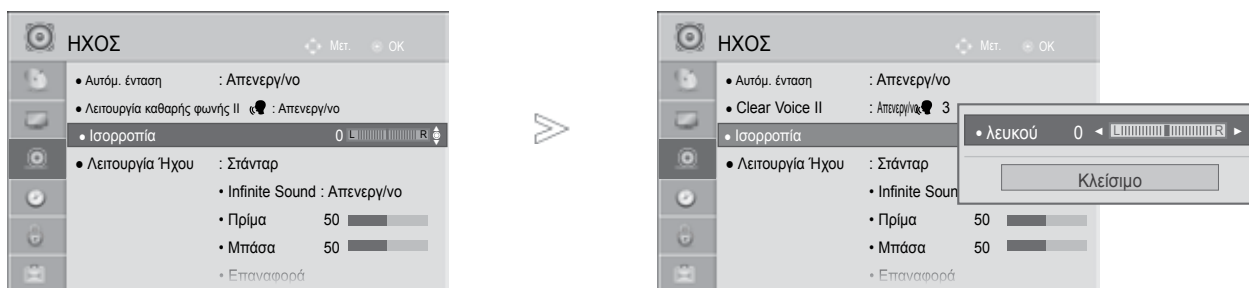 ΗΧΟΣ
Μετ. OK
• Αυτόμ. ένταση : Απενεργ/νο
• Λειτουργία καθαρής φωνής II : Απενεργ/νο
• Ισορροπία 0 L R
• Λειτουργία Ήχου : Στάνταρ
• Infinite Sound : Απενεργ/νο
• Πρίμα 50
• Μπάσα 50
• Επαναφορά
ΗΧΟΣ
Μετ. OK
• Αυτόμ. ένταση : Απενεργ/νο
• Clear Voice II : Απενεργ/νο 3
• Ισορροπία
• Λειτουργία Ήχου : Στάνταρ
• Infinite Soun
• Πρίμα 50
• Μπάσα 50
• Επαναφορά
• λευκού 0 ◄ L R ►
Κλείσιμο